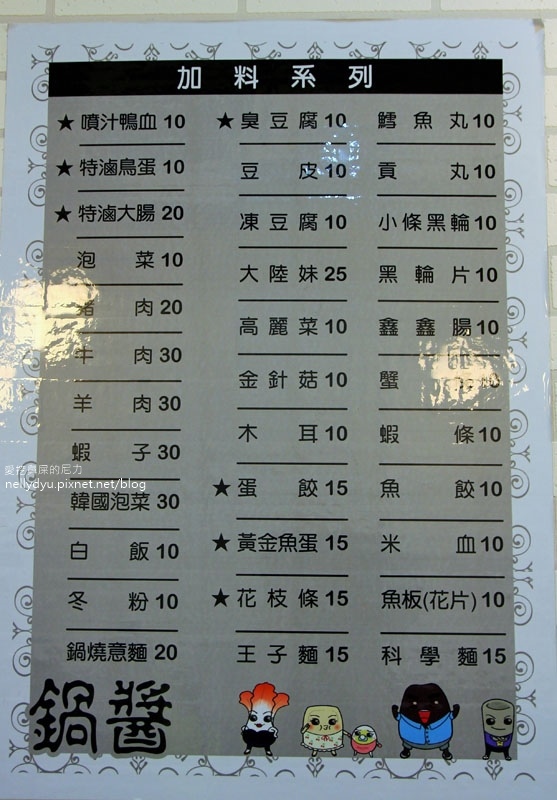 加料系列
★噴汁鴨血 10
★特滷鳥蛋 10
★特滷大腸 20
泡菜 10
豬肉 20
牛肉 30
羊肉 30
蝦子 30
韓國泡菜 30
白飯 10
冬粉 10
鍋燒意麵 20
★臭豆腐 10
豆皮 10
凍豆腐 10
大陸妹 25
高麗菜 10
金針菇 10
木耳 10
★蛋餃 15
★黃金魚蛋 15
★花枝條 15
王子麵 15
鱈魚丸 10
貢丸 10
小條黑輪 10
黑輪片 10
鑫鑫腸 10
蟹
蝦條 10
魚餃 10
米血 10
魚板(花片) 10
科學麵 15
鍋醬
nellydyu.pixnet.net/blog